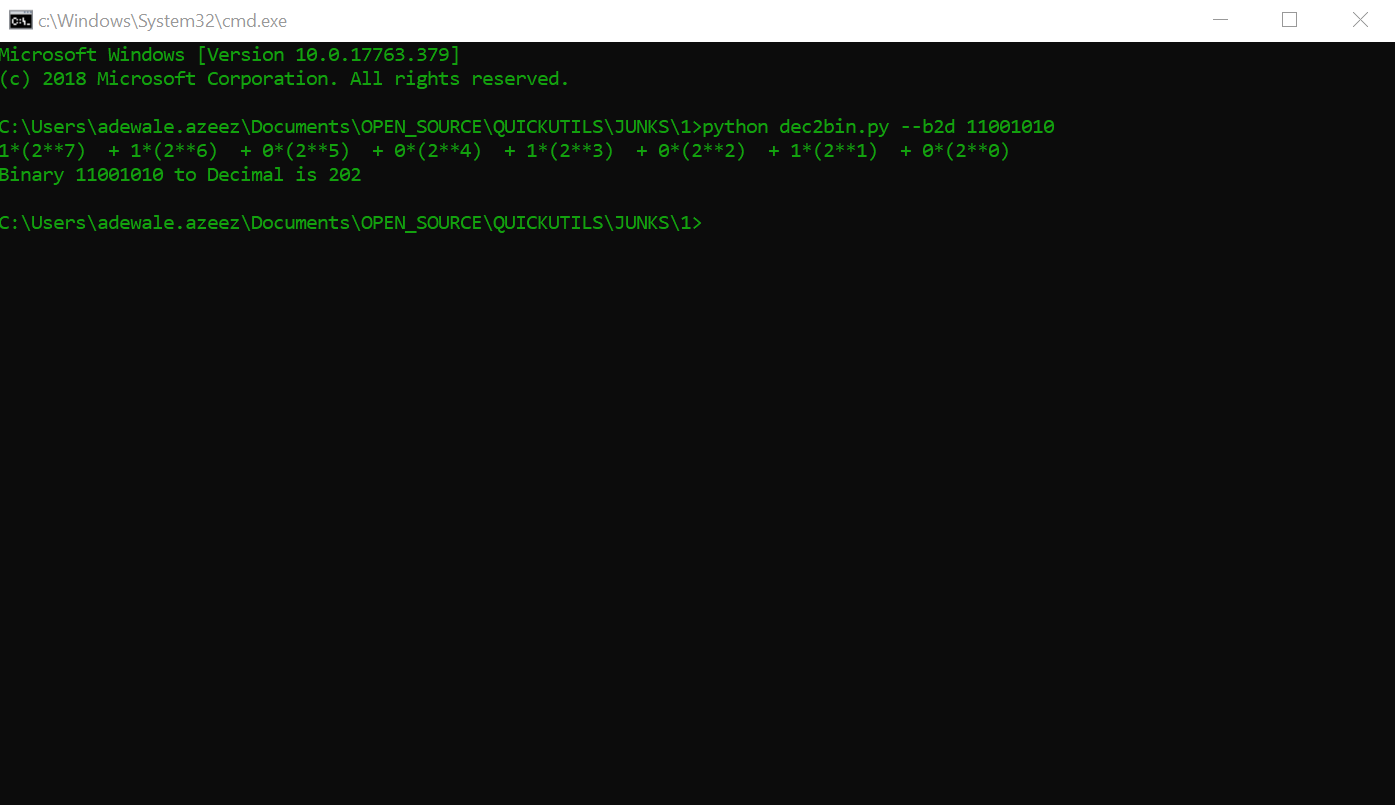 c:\Windows\System32\cmd.exe
Microsoft Windows [Version 10.0.17763.379]
(c) 2018 Microsoft Corporation. All rights reserved.
C:\Users\adewale.azeez\Documents\OPEN_SOURCE\QUICKUTILS\JUNKS\1>python dec2bin.py --b2d 11001010
1*(2**7)  + 1*(2**6)  + 0*(2**5)  + 0*(2**4)  + 1*(2**3)  + 0*(2**2)  + 1*(2**1)  + 0*(2**0)
Binary 11001010 to Decimal is 202
C:\Users\adewale.azeez\Documents\OPEN_SOURCE\QUICKUTILS\JUNKS\1>